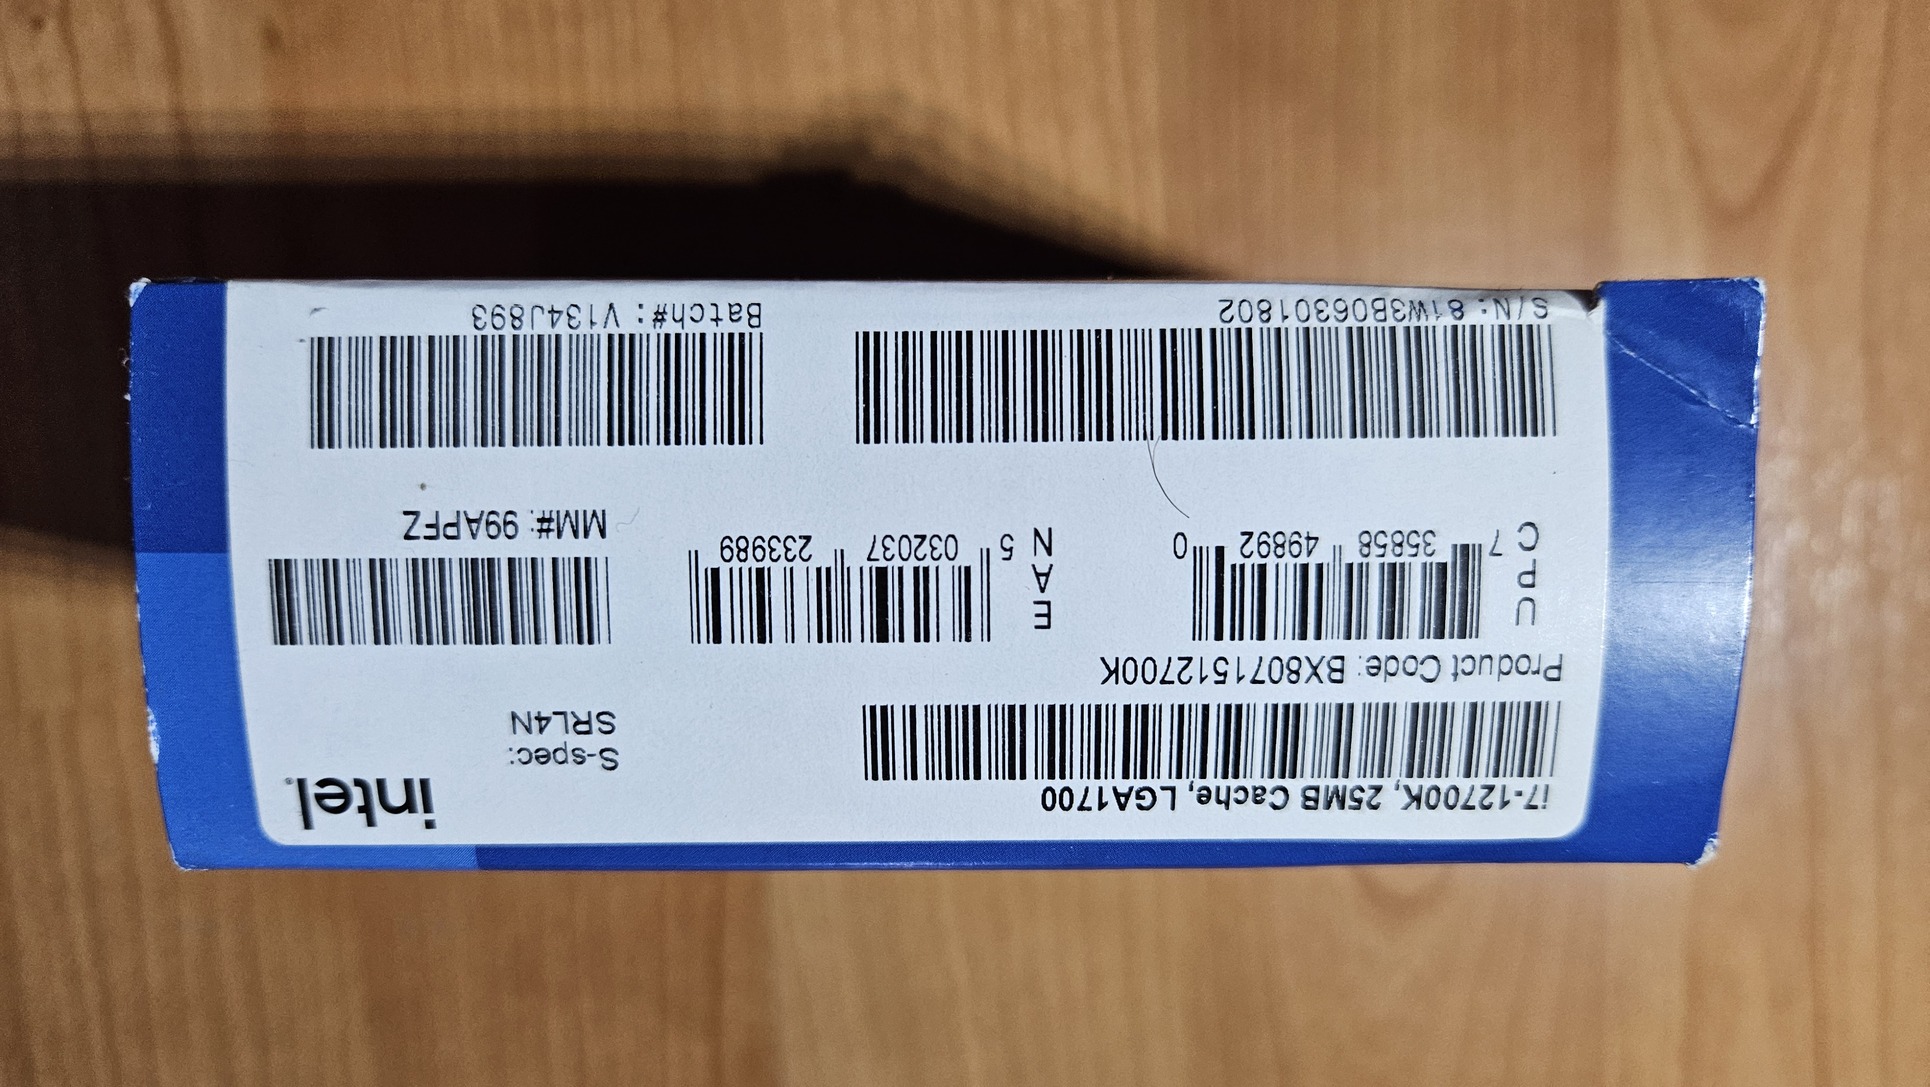 i7-12700K, 25MB Cache, LGA1700
intel.
S-spec:
SRL4N
Product Code: BX8071512700K
UPC
7 35858 49892 0
EAN
5 032037 233989
MM#: 99APFZ
S/N: 81W3B06301802
Batch#: V134J893